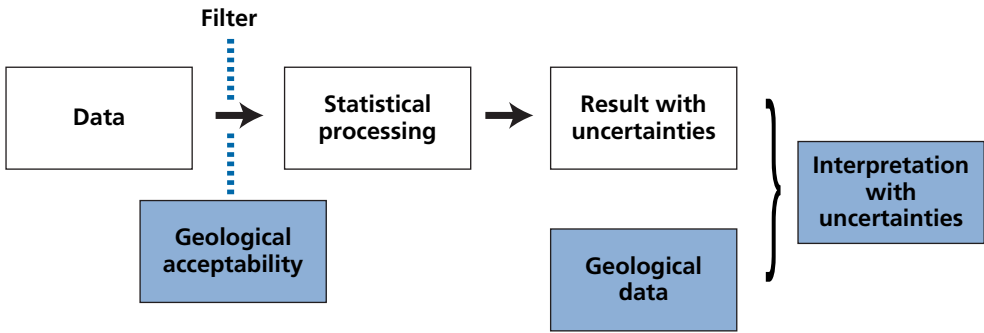 Filter
Data
Statistical
processing
Result with
uncertainties
Interpretation
with
uncertainties
Geological
acceptability
Geological
data